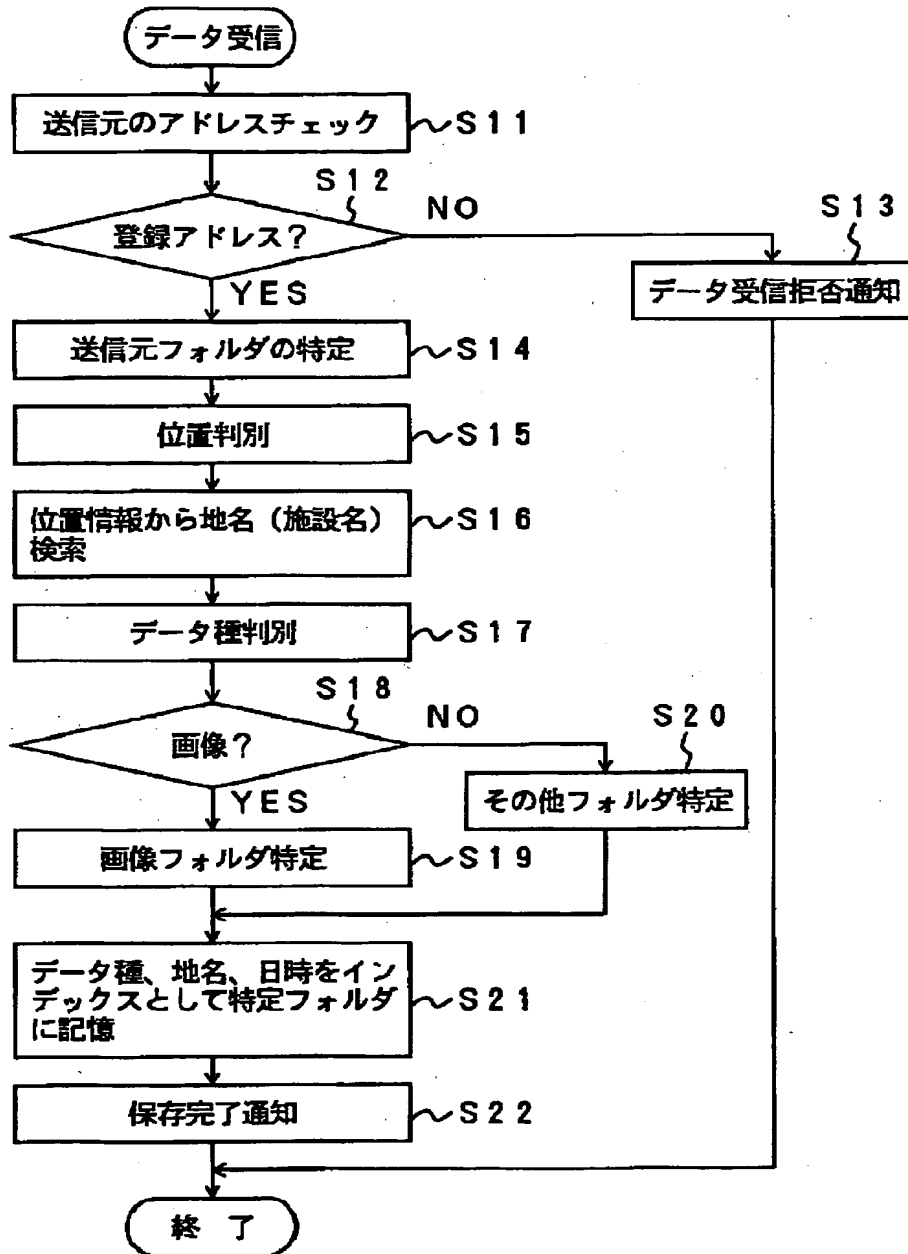 データ受信
送信元のアドレスチェック
S11
S12
登録アドレス？
NO
S13
データ受信拒否通知
YES
送信元フォルダの特定
S14
位置判別
S15
位置情報から地名（施設名）
検索
S16
データ種判別
S17
S18
画像？
NO
S20
その他フォルダ特定
YES
画像フォルダ特定
S19
データ種、地名、日時をイン
デックスとして特定フォルダ
に記憶
S21
保存完了通知
S22
終 了